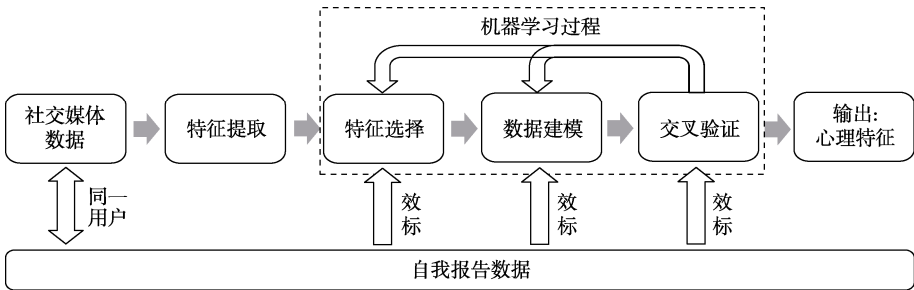 机器学习过程
社交媒体
数据
特征提取
特征选择
数据建模
交叉验证
输出:
心理特征
同一
用户
效
标
效
标
效
标
自我报告数据